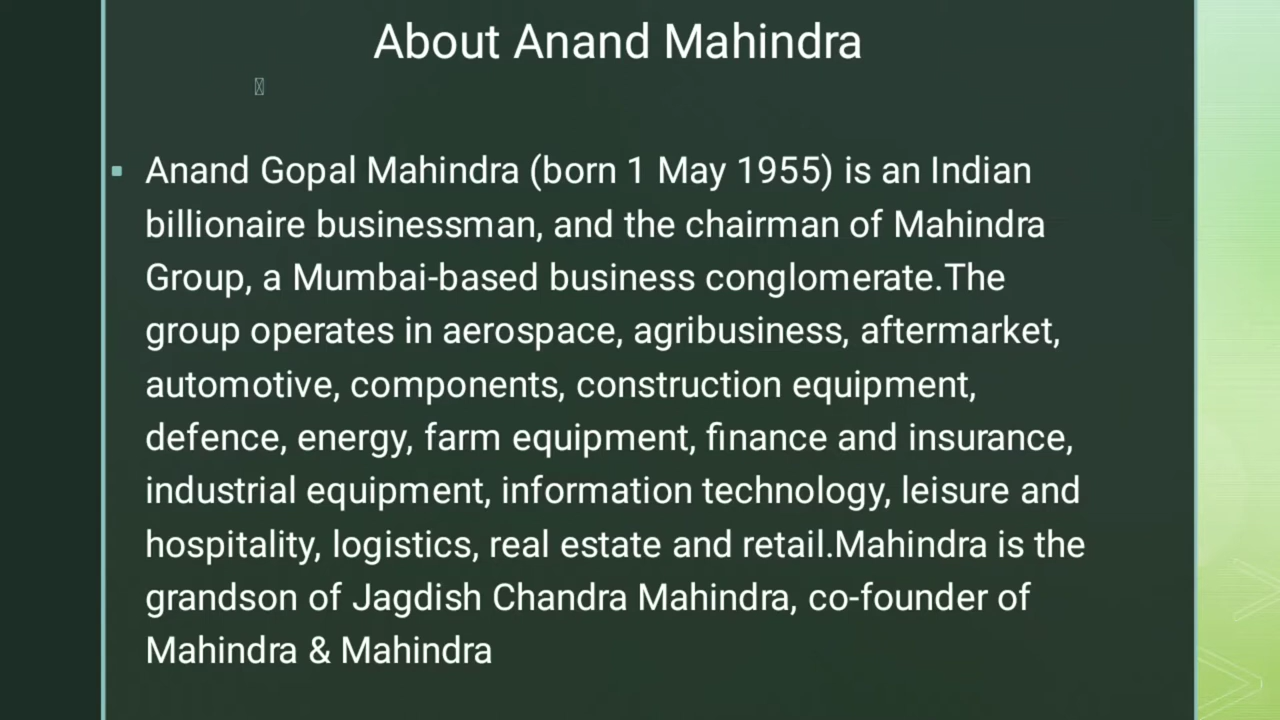 About Anand Mahindra
Anand Gopal Mahindra (born 1 May 1955) is an Indian
billionaire businessman, and the chairman of Mahindra
Group, a Mumbai-based business conglomerate.The
group operates in aerospace, agribusiness, aftermarket,
automotive, components, construction equipment,
defence, energy, farm equipment, finance and insurance,
industrial equipment, information technology, leisure and
hospitality, logistics, real estate and retail.Mahindra is the
grandson of Jagdish Chandra Mahindra, co-founder of
Mahindra & Mahindra